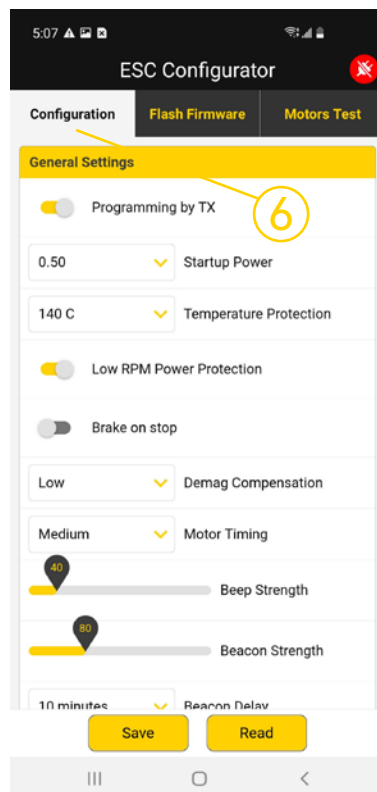 5:07
ESC Configurator
Configuration Flash Firmware Motors Test
General Settings
Programming by TX
6
0.50 Startup Power
140 C Temperature Protection
Low RPM Power Protection
Brake on stop
Low Demag Compensation
Medium Motor Timing
40
Beep Strength
80
Beacon Strength
10 minutes Beacon Delay
Save Read